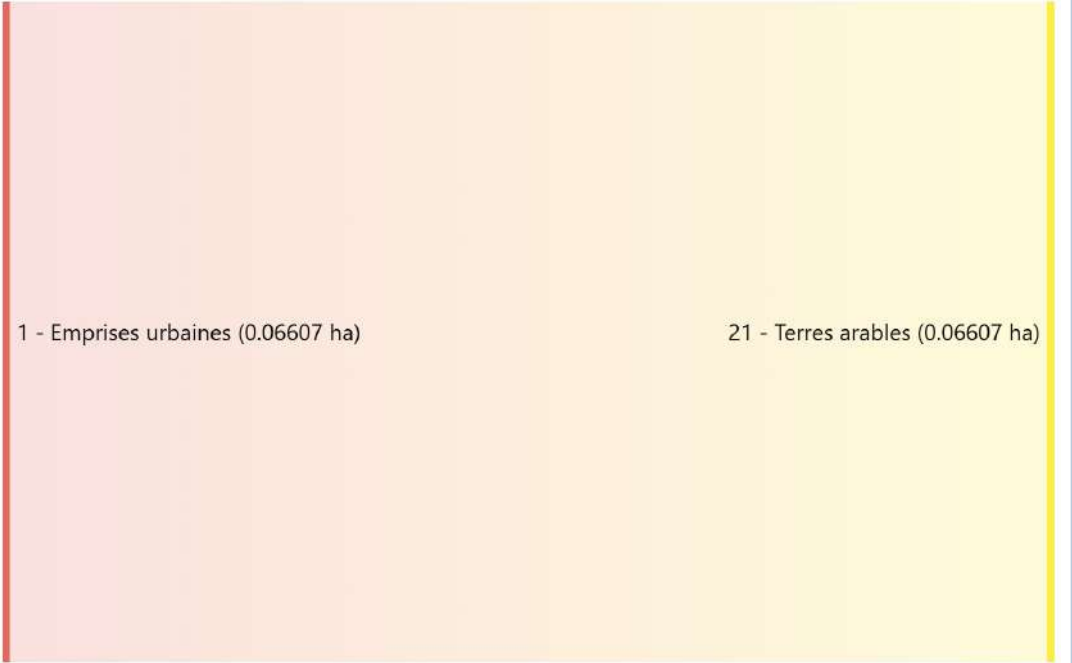 1 - Emprises urbaines (0.06607 ha)
21 - Terres arables (0.06607 ha)